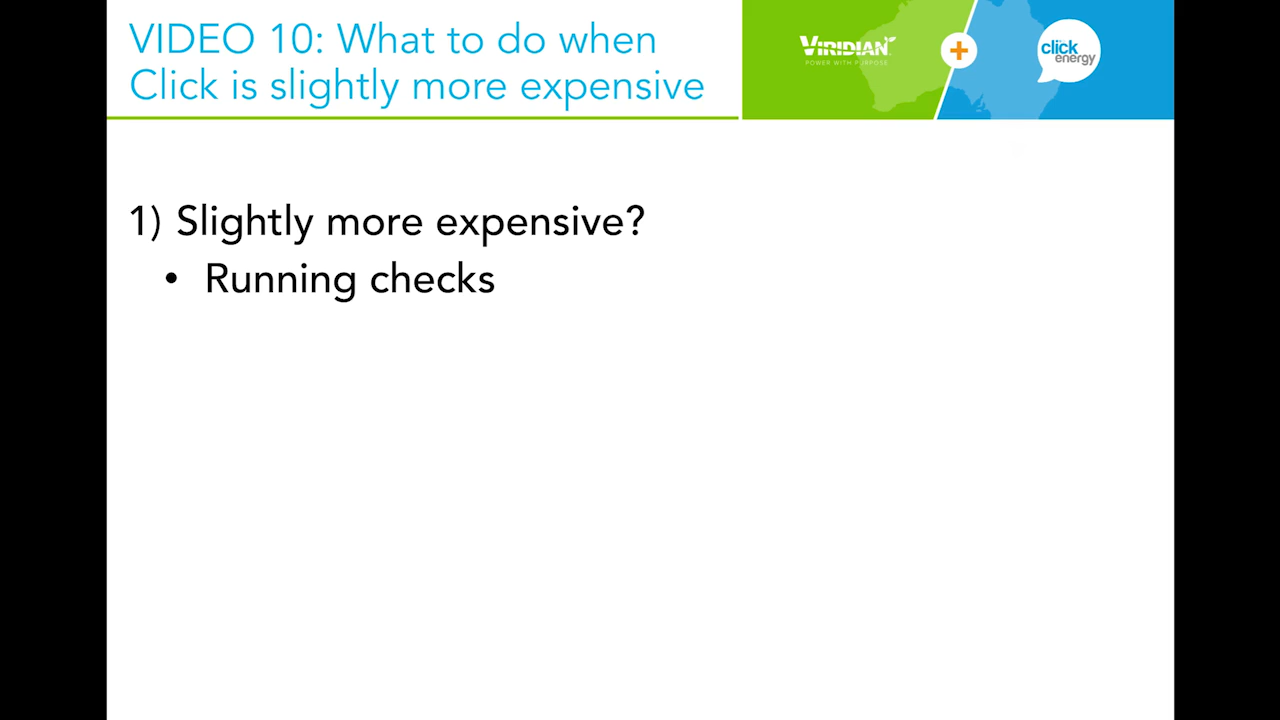 VIDEO 10: What to do when
Click is slightly more expensive
VIRIDIAN
POWER WITH PURPOSE
+
click
energy
1) Slightly more expensive?
• Running checks